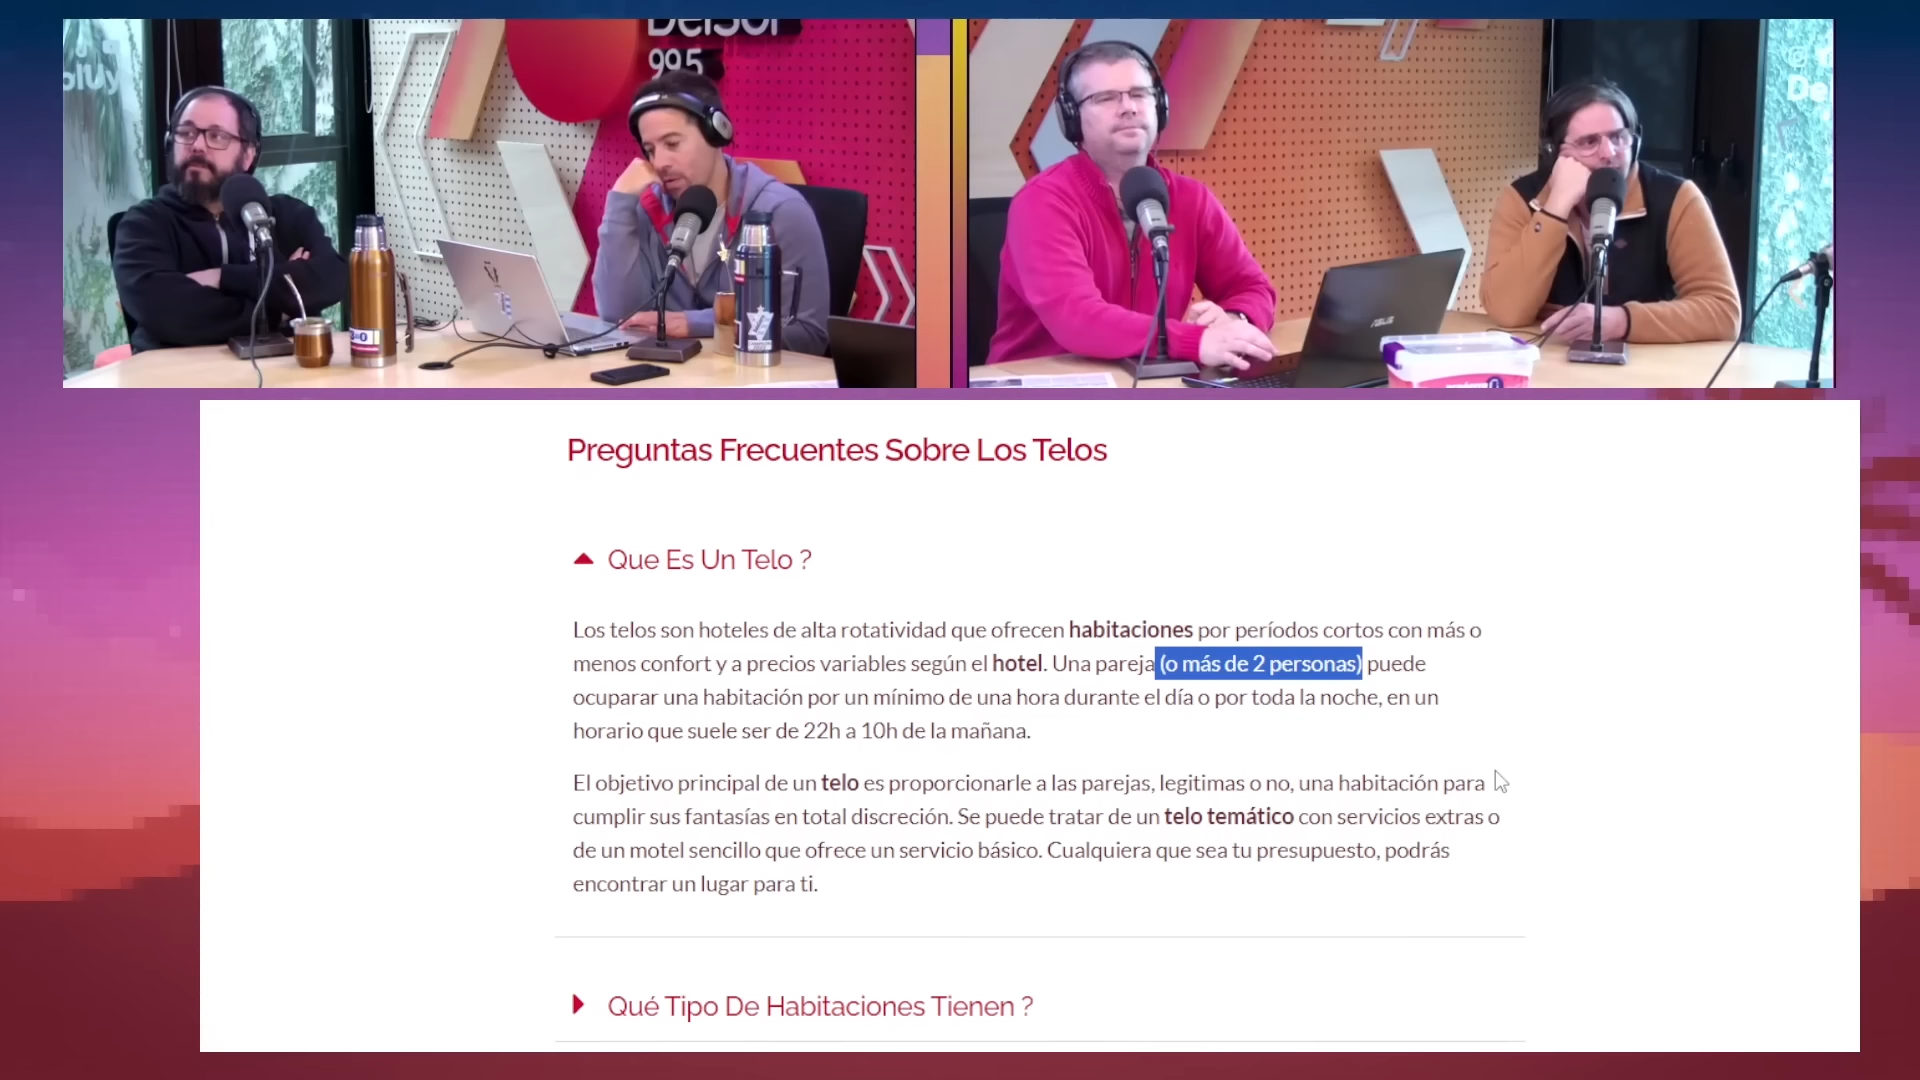 DelSol
99.5
De
ASUS
Preguntas Frecuentes Sobre Los Telos
Que Es Un Telo ?
Los telos son hoteles de alta rotatividad que ofrecen habitaciones por períodos cortos con más o
menos confort y a precios variables según el hotel. Una pareja (o más de 2 personas) puede
ocuparar una habitación por un mínimo de una hora durante el día o por toda la noche, en un
horario que suele ser de 22h a 10h de la mañana.
El objetivo principal de un telo es proporcionarle a las parejas, legitimas o no, una habitación para
cumplir sus fantasías en total discreción. Se puede tratar de un telo temático con servicios extras o
de un motel sencillo que ofrece un servicio básico. Cualquiera que sea tu presupuesto, podrás
encontrar un lugar para ti.
Qué Tipo De Habitaciones Tienen ?